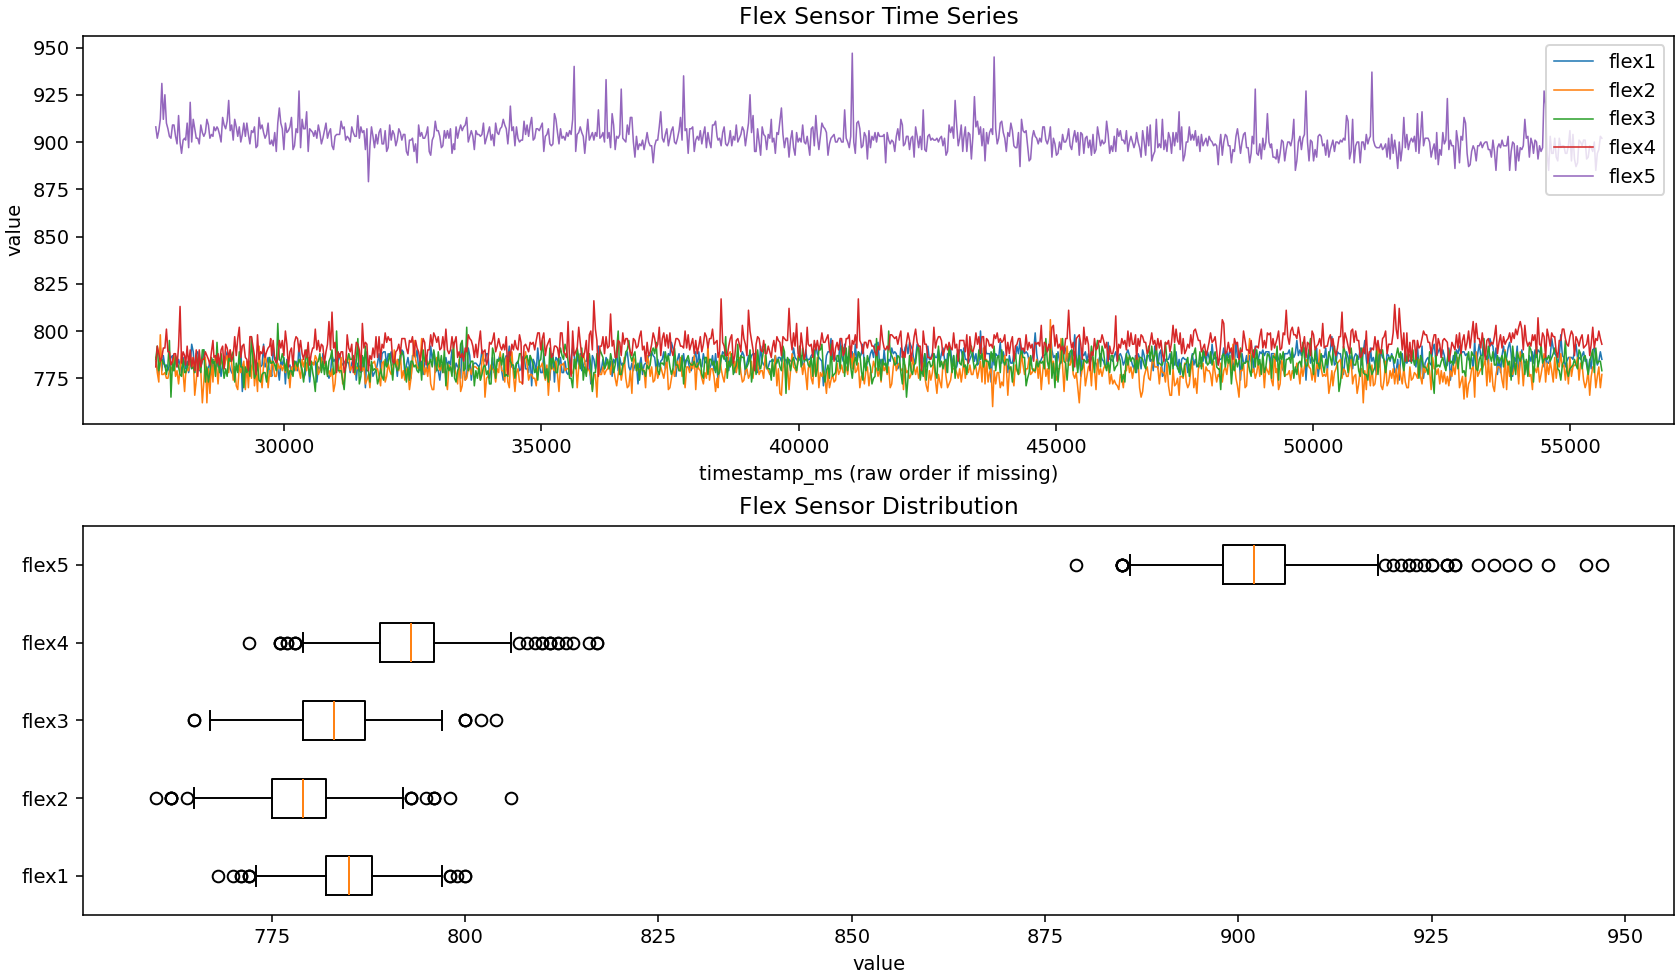 Flex Sensor Time Series
950
925
900
875
850
825
800
775
value
flex1
flex2
flex3
flex4
flex5
30000 35000 40000 45000 50000 55000
timestamp_ms (raw order if missing)
Flex Sensor Distribution
flex5
flex4
flex3
flex2
flex1
775 800 825 850 875 900 925 950
value